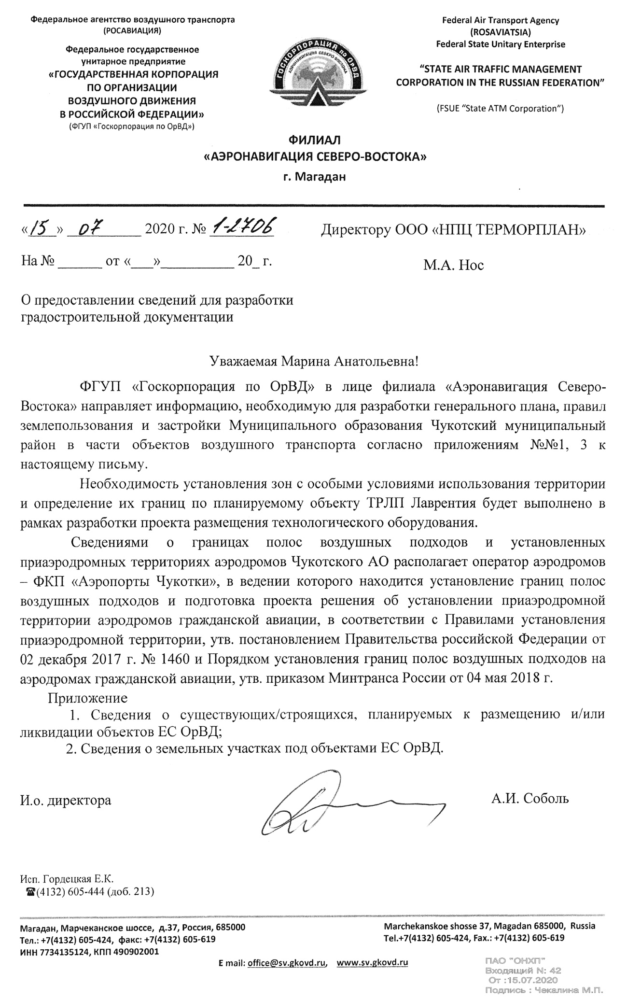 Федеральное агентство воздушного транспорта
(РОСАВИАЦИЯ)
Федеральное государственное
унитарное предприятие
«ГОСУДАРСТВЕННАЯ КОРПОРАЦИЯ
ПО ОРГАНИЗАЦИИ
ВОЗДУШНОГО ДВИЖЕНИЯ
В РОССИЙСКОЙ ФЕДЕРАЦИИ»
(ФГУП «Госкорпорация по ОрВД»)
ГОСКОРПОРАЦИЯ по ОрВД
АЭРОНАВИГАЦИЯ СЕВЕРО ВОСТОКА
Federal Air Transport Agency
(ROSAVIATSIA)
Federal State Unitary Enterprise
“STATE AIR TRAFFIC MANAGEMENT
CORPORATION IN THE RUSSIAN FEDERATION”
(FSUE “State ATM Corporation”)
ФИЛИАЛ
«АЭРОНАВИГАЦИЯ СЕВЕРО-ВОСТОКА»
г. Магадан
«15» 07 2020 г. № 1-2706
На № ______ от «___»__________ 20_ г.
Директору ООО «НПЦ ТЕРМОРПЛАН»
М.А. Нос
О предоставлении сведений для разработки
градостроительной документации
Уважаемая Марина Анатольевна!
ФГУП «Госкорпорация по ОрВД» в лице филиала «Аэронавигация Северо-
Востока» направляет информацию, необходимую для разработки генерального плана, правил
землепользования и застройки Муниципального образования Чукотский муниципальный
район в части объектов воздушного транспорта согласно приложениям №№1, 3 к
настоящему письму.
Необходимость установления зон с особыми условиями использования территории
и определение их границ по планируемому объекту ТРЛП Лаврентия будет выполнено в
рамках разработки проекта размещения технологического оборудования.
Сведениями о границах полос воздушных подходов и установленных
приаэродромных территориях аэродромов Чукотского АО располагает оператор аэродромов
– ФКП «Аэропорты Чукотки», в ведении которого находится установление границ полос
воздушных подходов и подготовка проекта решения об установлении приаэродромной
территории аэродромов гражданской авиации, в соответствии с Правилами установления
приаэродромной территории, утв. постановлением Правительства российской Федерации от
02 декабря 2017 г. № 1460 и Порядком установления границ полос воздушных подходов на
аэродромах гражданской авиации, утв. приказом Минтранса России от 04 мая 2018 г.
Приложение
1. Сведения о существующих/строящихся, планируемых к размещению и/или
ликвидации объектов ЕС ОрВД;
2. Сведения о земельных участках под объектами ЕС ОрВД.
И.о. директора
А.И. Соболь
Исп. Гордецкая Е.К.
☎(4132) 605-444 (доб. 213)
Магадан, Марчеканское шоссе, д.37, Россия, 685000
Тел.: +7(4132) 605-424, факс: +7(4132) 605-619
ИНН 7734135124, КПП 490902001
Marchekanskoe shosse 37, Magadan 685000, Russia
Tel.+7(4132) 605-424, Fax.: +7(4132) 605-619
E mail: office@sv.gkovd.ru, www.sv.gkovd.ru
ПАО "ОНХП"
Входящий N: 42
От :15.07.2020
Подпись : Чекалина М.П.